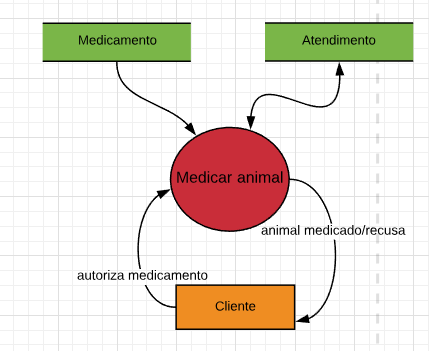 Medicamento
Atendimento
Medicar animal
animal medicado/recusa
autoriza medicamento
Cliente